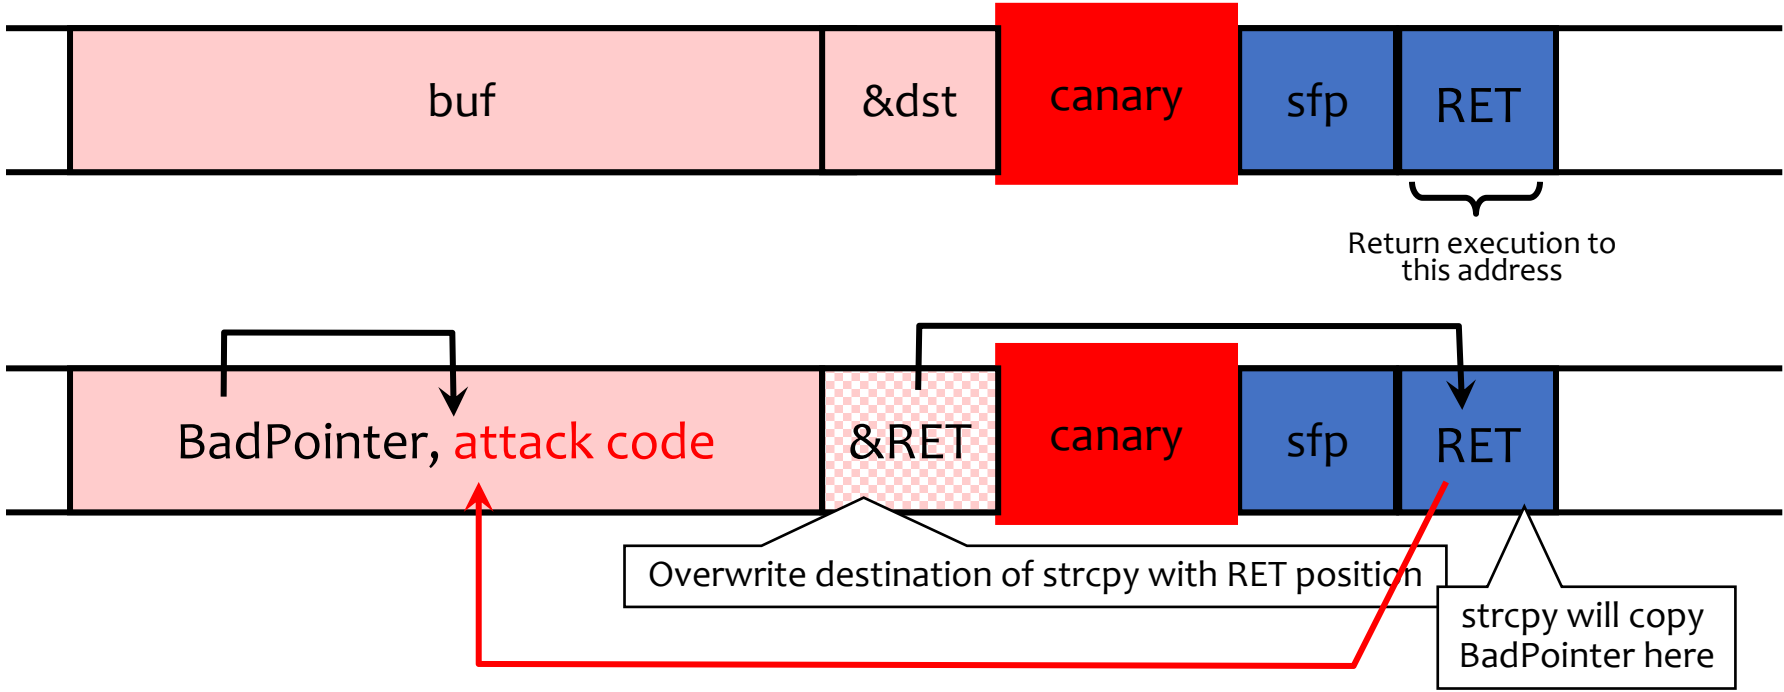 buf
&dst
canary
sfp
RET
Return execution to
this address
BadPointer, attack code
&RET
canary
sfp
RET
Overwrite destination of strcpy with RET position
strcpy will copy
BadPointer here